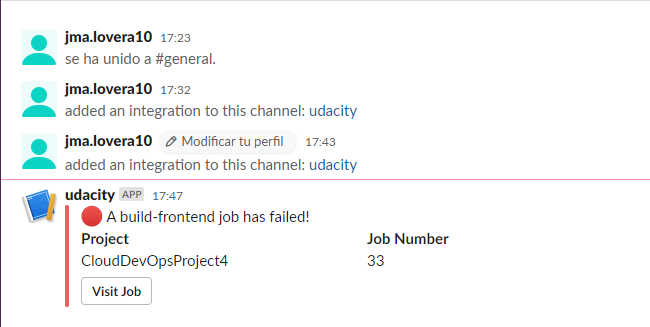 jma.lovera10 17:23
se ha unido a #general.
jma.lovera10 17:32
added an integration to this channel: udacity
jma.lovera10 Modificar tu perfil 17:43
added an integration to this channel: udacity
udacity APP 17:47
A build-frontend job has failed!
Project Job Number
CloudDevOpsProject4 33
Visit Job